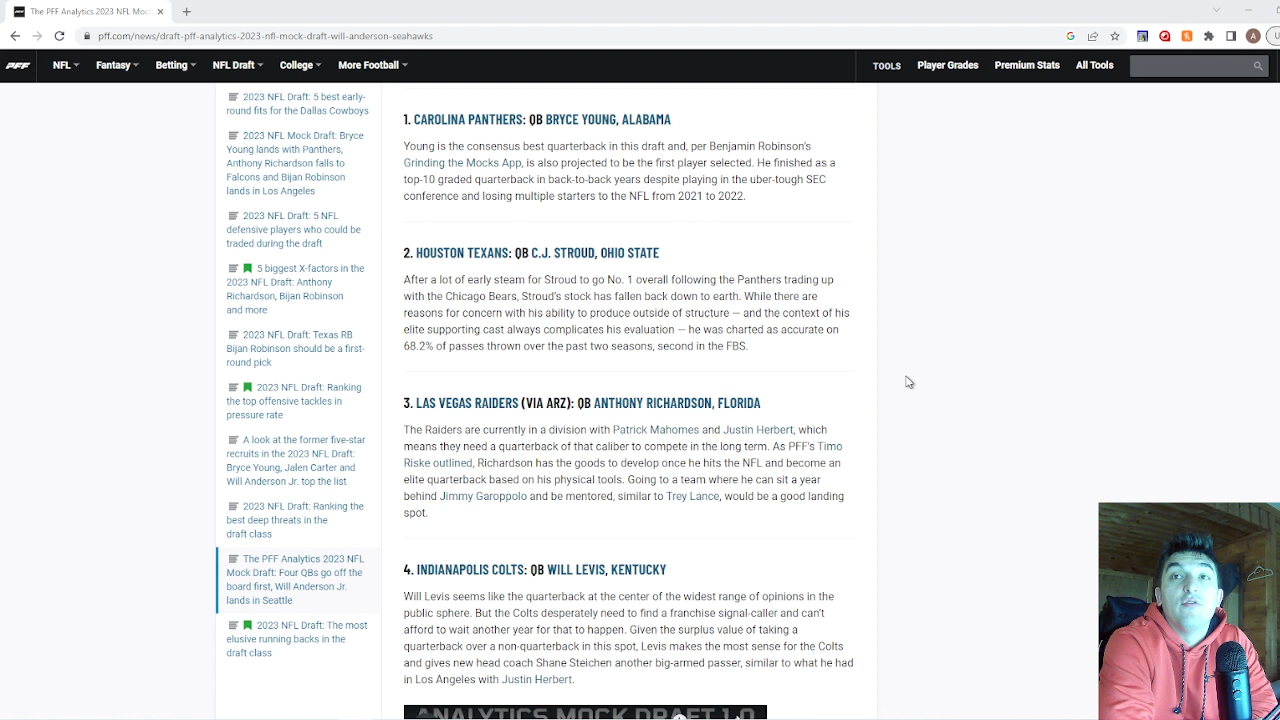 The PFF Analytics 2023 NFL Moc
pff.com/news/draft-pff-analytics-2023-nfl-mock-draft-will-anderson-seahawks
A
U
PFF NFL Fantasy Betting NFL Draft College More Football TOOLS Player Grades Premium Stats All Tools
2023 NFL Draft: 5 best early-
round fits for the Dallas Cowboys
2023 NFL Mock Draft: Bryce
Young lands with Panthers,
Anthony Richardson falls to
Falcons and Bijan Robinson
lands in Los Angeles
2023 NFL Draft: 5 NFL
defensive players who could be
traded during the draft
5 biggest X-factors in the
2023 NFL Draft: Anthony
Richardson, Bijan Robinson
and more
2023 NFL Draft: Texas RB
Bijan Robinson should be a first-
round pick
2023 NFL Draft: Ranking
the top offensive tackles in
pressure rate
A look at the former five-star
recruits in the 2023 NFL Draft:
Bryce Young, Jalen Carter and
Will Anderson Jr. top the list
2023 NFL Draft: Ranking the
best deep threats in the
draft class
The PFF Analytics 2023 NFL
Mock Draft: Four QBs go off the
board first, Will Anderson Jr.
lands in Seattle
2023 NFL Draft: The most
elusive running backs in the
draft class
1. CAROLINA PANTHERS: QB BRYCE YOUNG, ALABAMA
Young is the consensus best quarterback in this draft and, per Benjamin Robinson's
Grinding the Mocks App, is also projected to be the first player selected. He finished as a
top-10 graded quarterback in back-to-back years despite playing in the uber-tough SEC
conference and losing multiple starters to the NFL from 2021 to 2022.
2. HOUSTON TEXANS: QB C.J. STROUD, OHIO STATE
After a lot of early steam for Stroud to go No. 1 overall following the Panthers trading up
with the Chicago Bears, Stroud's stock has fallen back down to earth. While there are
reasons for concern with his ability to produce outside of structure — and the context of his
elite supporting cast always complicates his evaluation — he was charted as accurate on
68.2% of passes thrown over the past two seasons, second in the FBS.
3. LAS VEGAS RAIDERS (VIA ARZ): QB ANTHONY RICHARDSON, FLORIDA
The Raiders are currently in a division with Patrick Mahomes and Justin Herbert, which
means they need a quarterback of that caliber to compete in the long term. As PFF's Timo
Riske outlined, Richardson has the goods to develop once he hits the NFL and become an
elite quarterback based on his physical tools. Going to a team where he can sit a year
behind Jimmy Garoppolo and be mentored, similar to Trey Lance, would be a good landing
spot.
4. INDIANAPOLIS COLTS: QB WILL LEVIS, KENTUCKY
Will Levis seems like the quarterback at the center of the widest range of opinions in the
public sphere. But the Colts desperately need to find a franchise signal-caller and can't
afford to wait another year for that to happen. Given the surplus value of taking a
quarterback over a non-quarterback in this spot, Levis makes the most sense for the Colts
and gives new head coach Shane Steichen another big-armed passer, similar to what he had
in Los Angeles with Justin Herbert.
ANALYTICS MOCK DRAFT 1.0